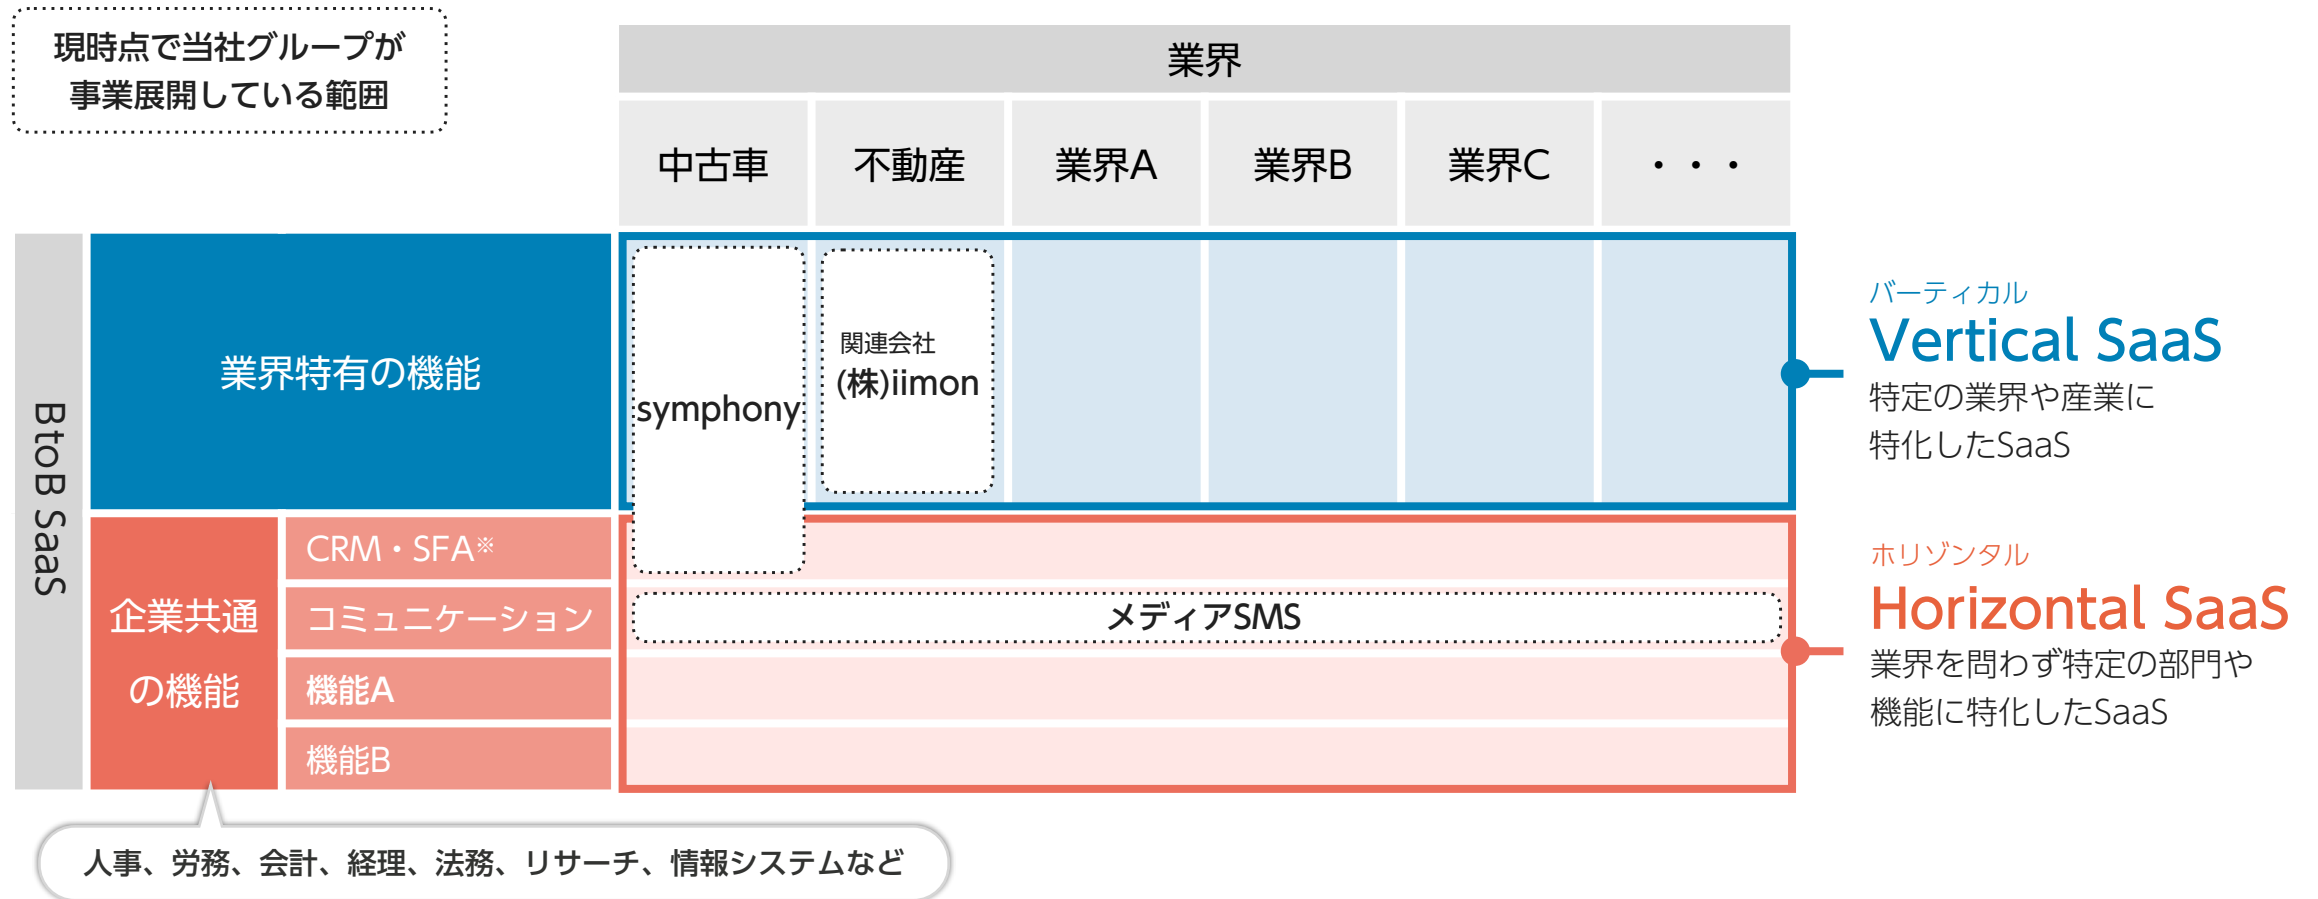 現時点で当社グループが
事業展開している範囲
業界
中古車
不動産
業界A
業界B
業界C
・・・
BtoB SaaS
業界特有の機能
symphony
関連会社
(株)iimon
バーティカル
Vertical SaaS
特定の業界や産業に
特化したSaaS
企業共通
の機能
CRM・SFA※
コミュニケーション
機能A
機能B
メディアSMS
ホリゾンタル
Horizontal SaaS
業界を問わず特定の部門や
機能に特化したSaaS
人事、労務、会計、経理、法務、リサーチ、情報システムなど